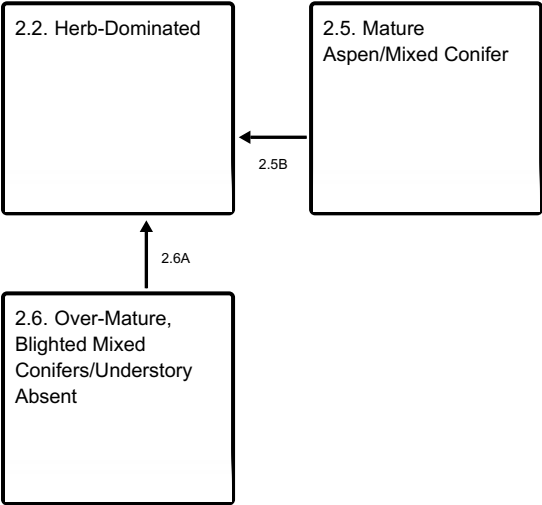 2.2. Herb-Dominated
2.5. Mature
Aspen/Mixed Conifer
2.5B
2.6A
2.6. Over-Mature,
Blighted Mixed
Conifers/Understory
Absent